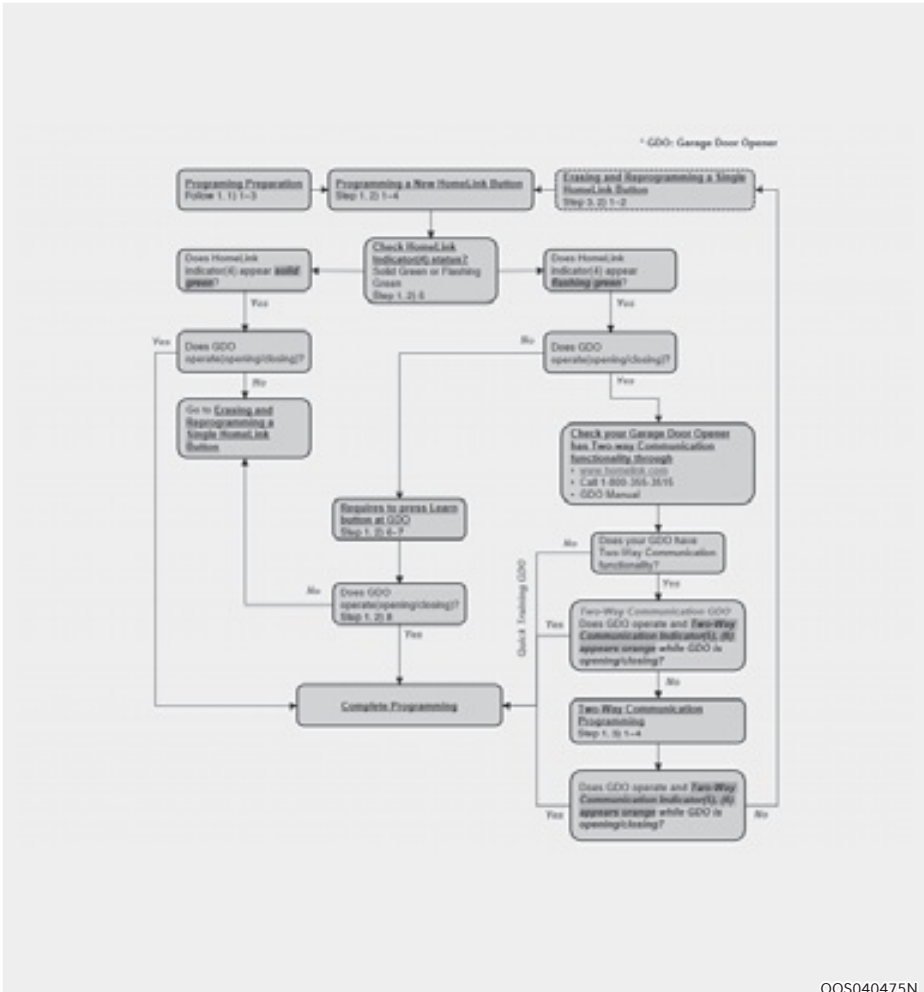 * GDO: Garage Door Opener
Programing Preparation
Follow 1. 1) 1~3
Programming a New HomeLink Button
Step 1. 2) 1~4
Erasing and Reprogramming a Single
HomeLink Button
Step 3. 2) 1~2
Does HomeLink
indicator(4) appear solid
green?
Check HomeLink
Indicator(4) status?
Solid Green or Flashing
Green
Step 1. 2) 5
Does HomeLink
indicator(4) appear
flashing green?
Yes
Yes
Yes
Does GDO
operate(opening/closing)?
No
Does GDO
operate(opening/closing)?
No
Yes
Go to Erasing and
Reprogramming a
Single HomeLink
Button
Check your Garage Door Opener
has Two-way Communication
functionality through
• www.homelink.com
• Call 1-800-355-3515
• GDO Manual
Requires to press Learn
button at GDO
Step 1. 2) 6~7
No
Does your GDO have
Two-Way Communication
functionality?
Yes
Quick Training GDO
No
Does GDO
operate(opening/closing)?
Step 1. 2) 8
Yes
Two-Way Communication GDO
Yes
Does GDO operate and Two-Way
Communication Indicator(5), (6)
appears orange while GDO is
opening/closing?
No
Complete Programming
Two-Way Communication
Programming
Step 1. 3) 1~4
Does GDO operate and Two-Way
Communication Indicator(5), (6)
appears orange while GDO is
opening/closing?
Yes
No
OOS040475N